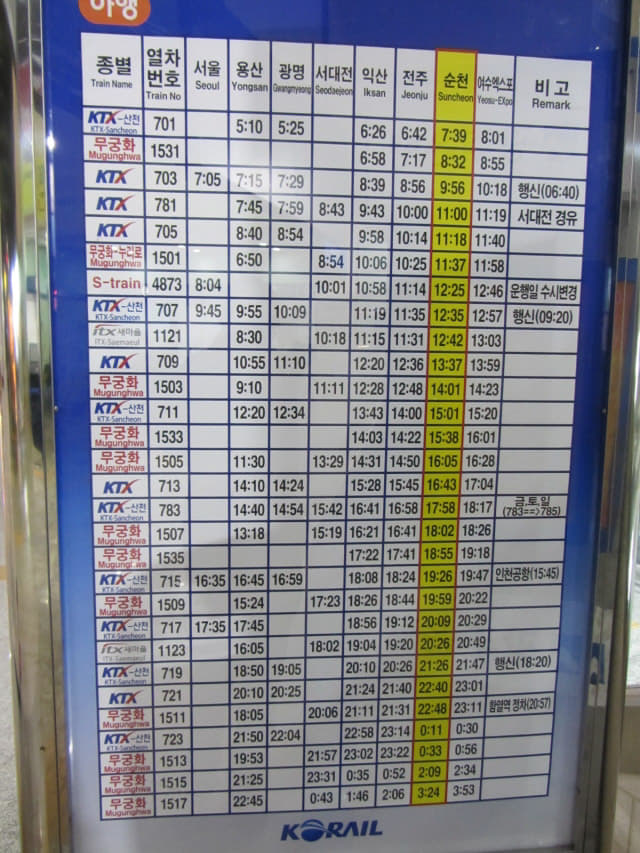 하행
종별 열차 번호 서울 용산 광명 서대전 익산 전주 순천 여수엑스포 비고
Train Name Train No Seoul Yongsan Gwangmyeong Seodaejeon Iksan Jeonju Suncheon Yeosu-EXpo Remark
KTX-산천 KTX-Sancheon 701 5:10 5:25 6:26 6:42 7:39 8:01
무궁화 Mugunghwa 1531 6:58 7:17 8:32 8:55
KTX 703 7:05 7:15 7:29 8:39 8:56 9:56 10:18 행신(06:40)
KTX 781 7:45 7:59 8:43 9:43 10:00 11:00 11:19 서대전 경유
KTX 705 8:40 8:54 9:58 10:14 11:18 11:40
무궁화-누리로 Mugunghwa 1501 6:50 8:54 10:06 10:25 11:37 11:58
S-train 4873 8:04 10:01 10:58 11:14 12:25 12:46 운행일 수시변경
KTX-산천 KTX-Sancheon 707 9:45 9:55 10:09 11:19 11:35 12:35 12:57 행신(09:20)
itx 새마을 ITX-Saemaeul 1121 8:30 10:18 11:15 11:31 12:42 13:03
KTX 709 10:55 11:10 12:20 12:36 13:37 13:59
무궁화 Mugunghwa 1503 9:10 11:11 12:28 12:48 14:01 14:23
KTX-산천 KTX-Sancheon 711 12:20 12:34 13:43 14:00 15:01 15:20
무궁화 Mugunghwa 1533 14:03 14:22 15:38 16:01
무궁화 Mugunghwa 1505 11:30 13:29 14:31 14:50 16:05 16:28
KTX 713 14:10 14:24 15:28 15:45 16:43 17:04
KTX-산천 KTX-Sancheon 783 14:40 14:54 15:42 16:41 16:58 17:58 18:17 금.토.일 (783==>785)
무궁화 Mugunghwa 1507 13:18 15:19 16:21 16:41 18:02 18:26
무궁화 Mugunghwa 1535 17:22 17:41 18:55 19:18
KTX-산천 KTX-Sancheon 715 16:35 16:45 16:59 18:08 18:24 19:26 19:47 인천공항(15:45)
무궁화 Mugunghwa 1509 15:24 17:23 18:26 18:44 19:59 20:22
KTX-산천 KTX-Sancheon 717 17:35 17:45 18:56 19:12 20:09 20:29
itx 새마을 ITX-Saemaeul 1123 16:05 18:02 19:04 19:20 20:26 20:49
KTX-산천 KTX-Sancheon 719 18:50 19:05 20:10 20:26 21:26 21:47 행신(18:20)
KTX 721 20:10 20:25 21:24 21:40 22:40 23:01
무궁화 Mugunghwa 1511 18:05 20:06 21:11 21:31 22:48 23:11 함열역 정차(20:57)
KTX-산천 KTX-Sancheon 723 21:50 22:04 22:58 23:14 0:11 0:30
무궁화 Mugunghwa 1513 19:53 21:57 23:02 23:22 0:33 0:56
무궁화 Mugunghwa 1515 21:25 23:31 0:35 0:52 2:09 2:34
무궁화 Mugunghwa 1517 22:45 0:43 1:46 2:06 3:24 3:53
KORAIL